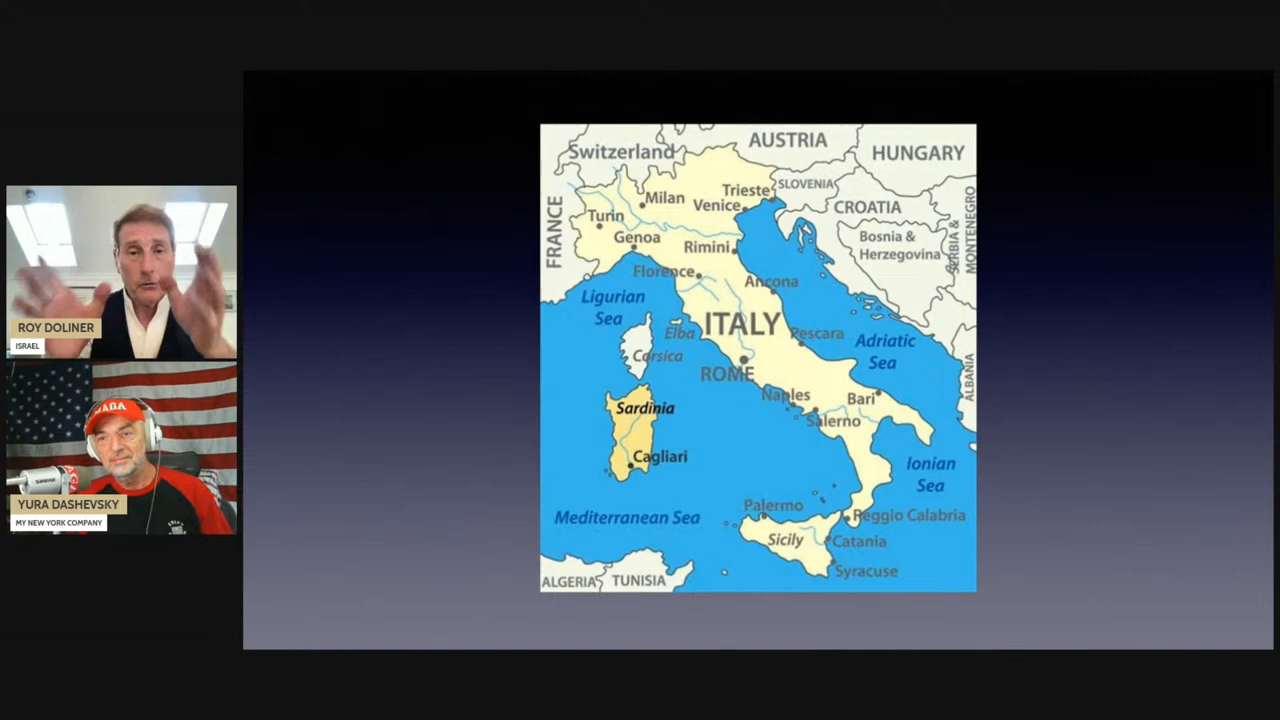 ROY DOLINER
ISRAEL
MAGA
SHURE
YURA DASHEVSKY
MY NEW YORK COMPANY
Switzerland
AUSTRIA
HUNGARY
SLOVENIA
CROATIA
FRANCE
Milan
Trieste
Venice
Turin
Genoa
Rimini
Bosnia &
Herzegovina
SERBIA &
MONTENEGRO
Florence
Ancona
Ligurian
Sea
Elba
ITALY
Pescara
Adriatic
Sea
Corsica
ROME
ALBANIA
Naples
Bari
Sardinia
Salerno
Cagliari
Ionian
Sea
Mediterranean Sea
Palermo
Reggio Calabria
Sicily
Catania
Syracuse
ALGERIA
TUNISIA